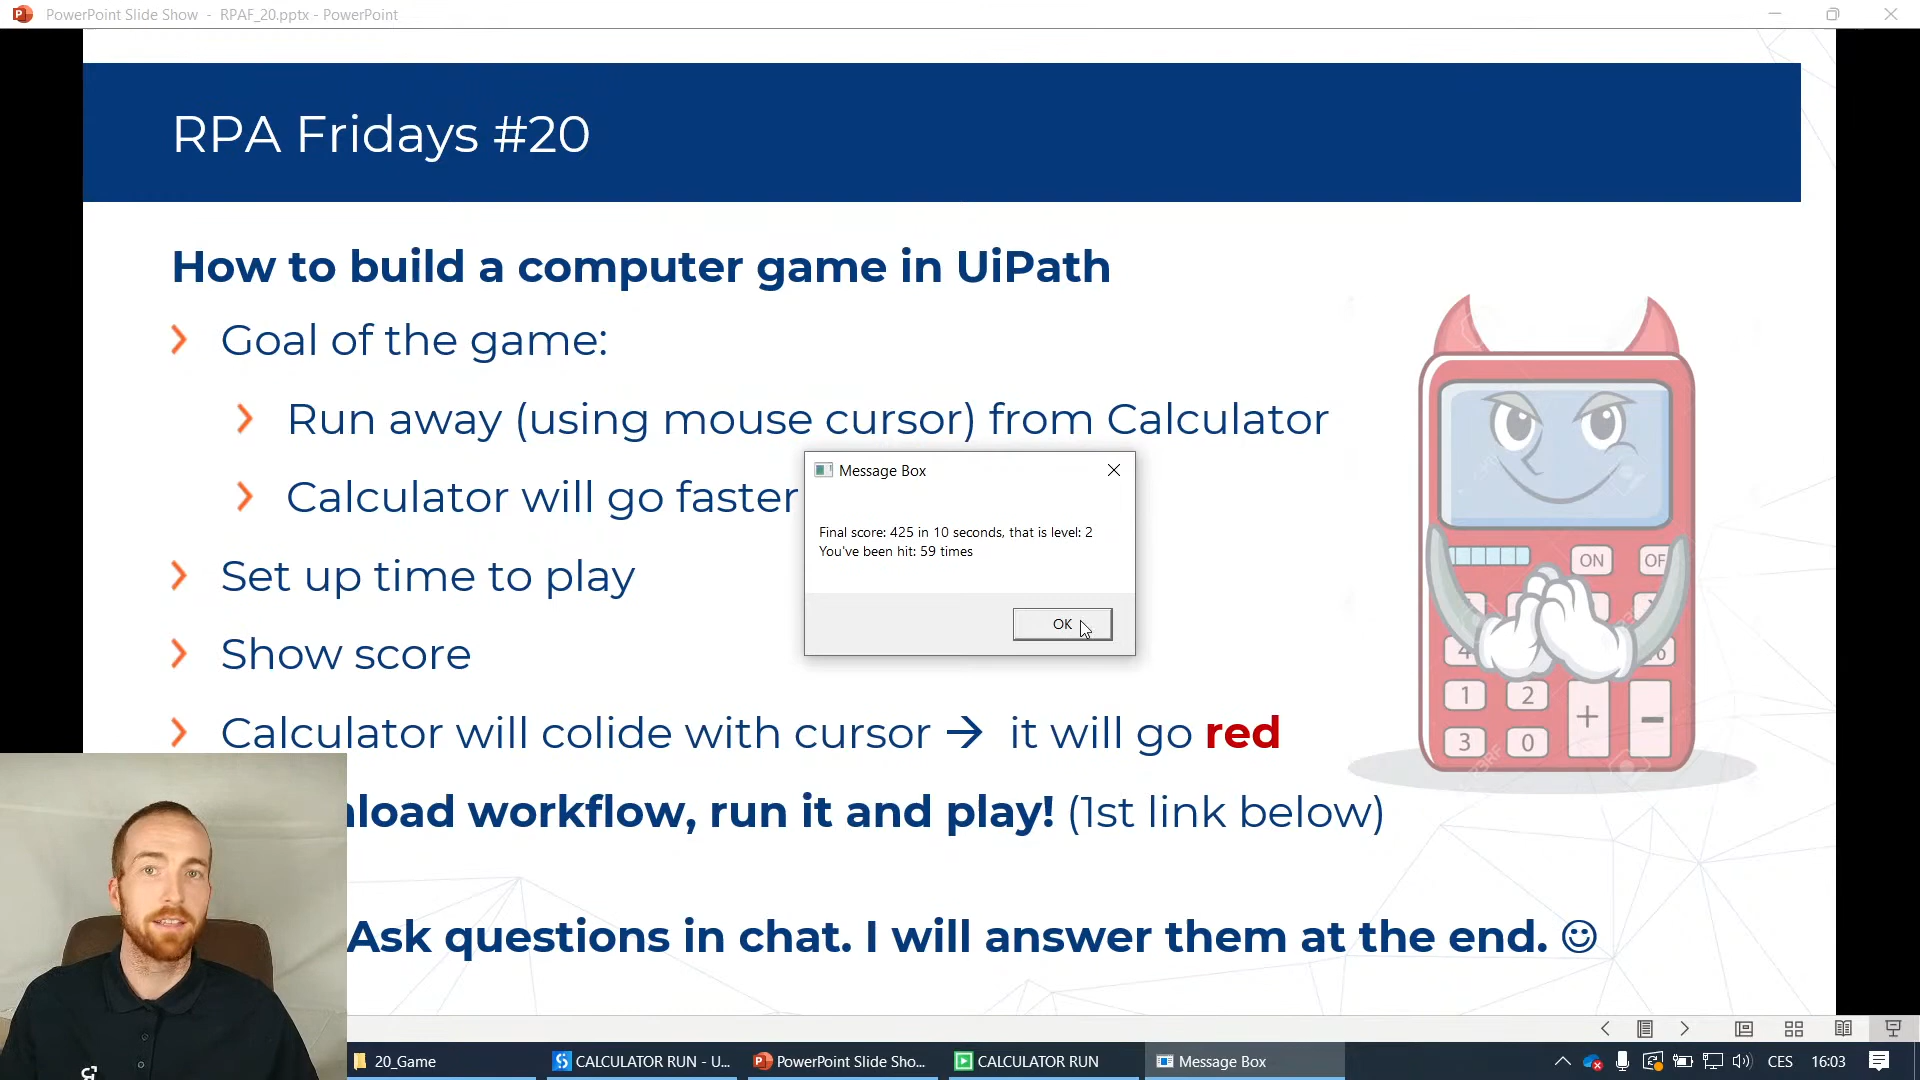 PowerPoint Slide Show - RPAF_20.pptx - PowerPoint
RPA Fridays #20
How to build a computer game in UiPath
Goal of the game:
Run away (using mouse cursor) from Calculator
Calculator will go faster
Message Box
Final score: 425 in 10 seconds, that is level: 2
You've been hit: 59 times
OK
Set up time to play
Show score
Calculator will colide with cursor → it will go red
load workflow, run it and play! (1st link below)
Ask questions in chat. I will answer them at the end. ☺
ON
OF
4
%
1 2 + −
3 0
20_Game
CALCULATOR RUN - U...
PowerPoint Slide Sho...
CALCULATOR RUN
Message Box
CES
16:03